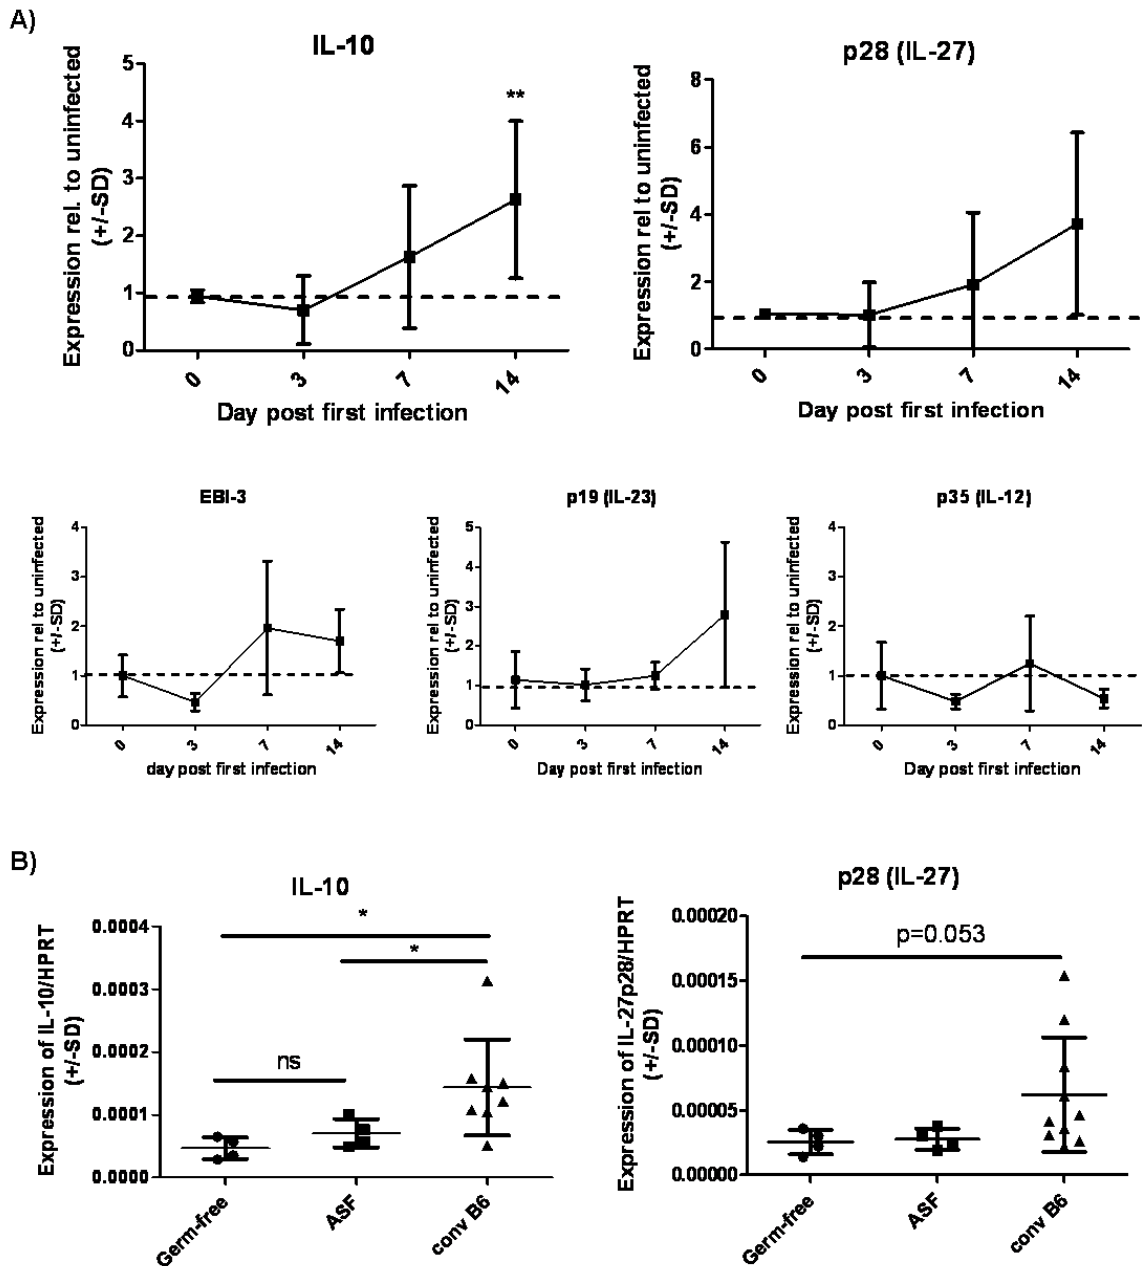 A)
IL-10
Expression rel. to uninfected
(+/-SD)
5
4
3
2
1
0
**
0
3
7
14
Day post first infection
p28 (IL-27)
Expression rel to uninfected
(+/-SD)
8
6
4
2
0
0
3
7
14
Day post first infection
EBI-3
Expression rel to uninfected
(+/-SD)
4
3
2
1
0
0
3
7
14
day post first infection
p19 (IL-23)
Expression rel to uninfected
(+/-SD)
5
4
3
2
1
0
0
3
7
14
Day post first infection
p35 (IL-12)
Expression rel to uninfected
(+/-SD)
4
3
2
1
0
0
3
7
14
Day post first infection
B)
IL-10
Expression of IL-10/HPRT
(+/-SD)
0.0004
0.0003
0.0002
0.0001
0.0000
*
*
ns
Germ-free
ASF
conv B6
p28 (IL-27)
Expression of IL-27p28/HPRT
(+/-SD)
0.00020
0.00015
0.00010
0.00005
0.00000
p=0.053
Germ-free
ASF
conv B6